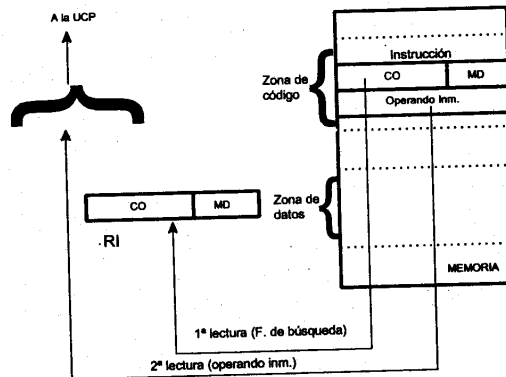 A la UCP
Instrucción
CO MD
Operando Inm.
Zona de
código
CO MD
RI
Zona de
datos
MEMORIA
1ª lectura (F. de búsqueda)
2ª lectura (operando inm.)